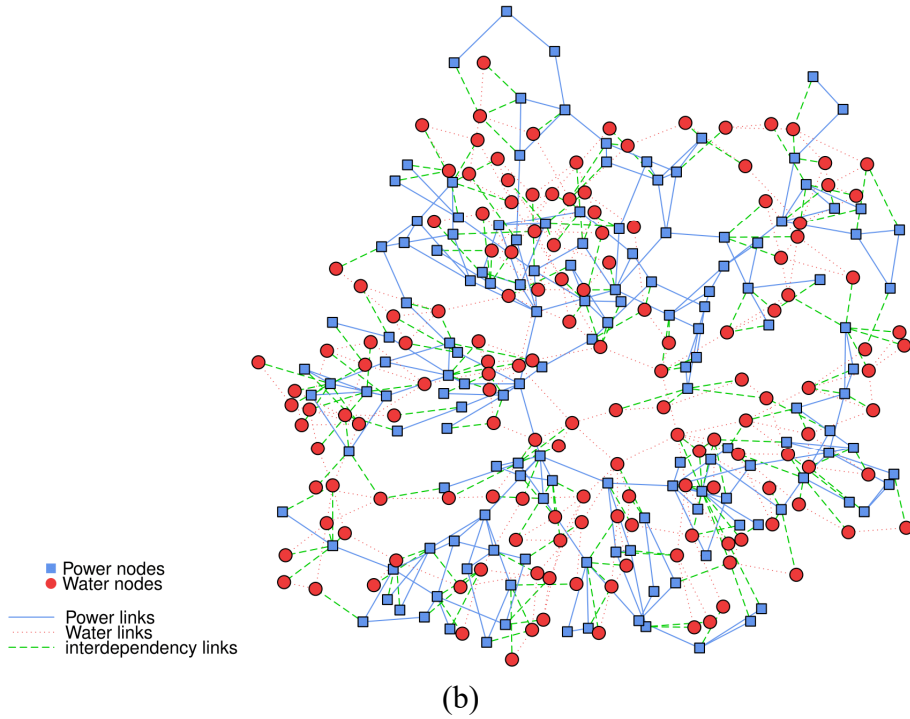 Power nodes
Water nodes
Power links
Water links
interdependency links
(b)